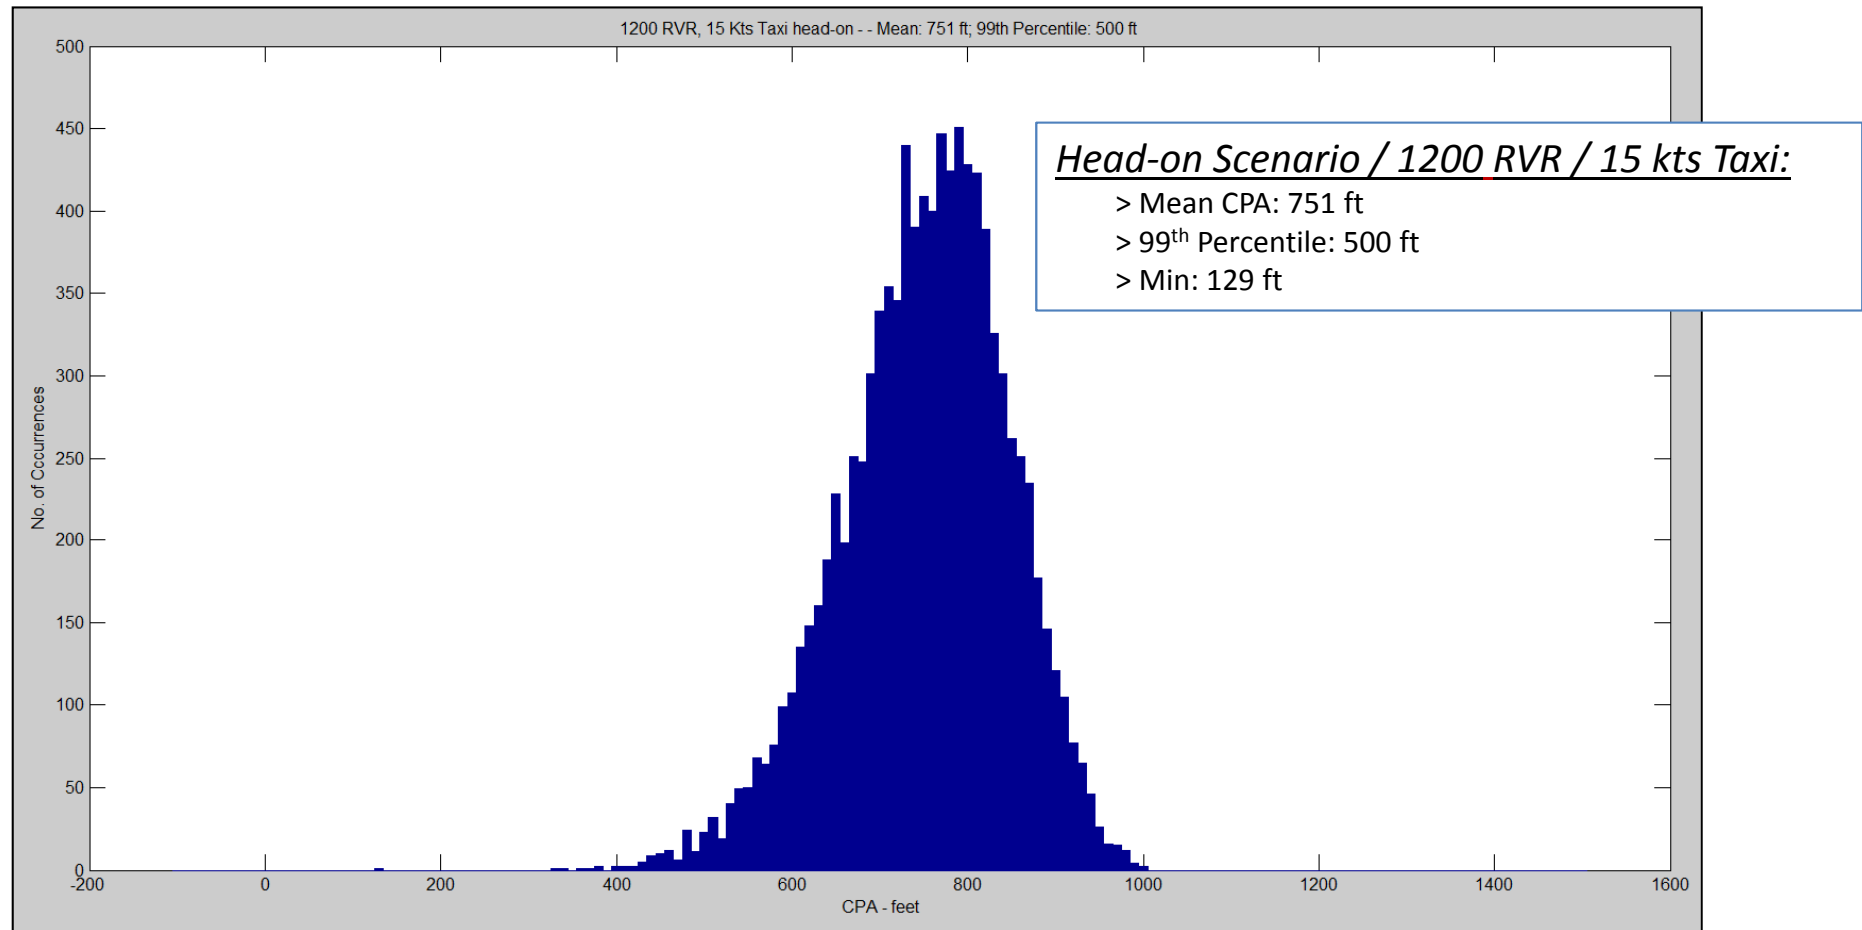 1200 RVR, 15 Kts Taxi head-on - - Mean: 751 ft; 99th Percentile: 500 ft
500
450
400
350
300
250
200
150
100
50
0
No. of Cccurrences
Head-on Scenario / 1200 RVR / 15 kts Taxi:
> Mean CPA: 751 ft
> 99th Percentile: 500 ft
> Min: 129 ft
-200 0 200 400 600 800 1000 1200 1400 1600
CPA - feet